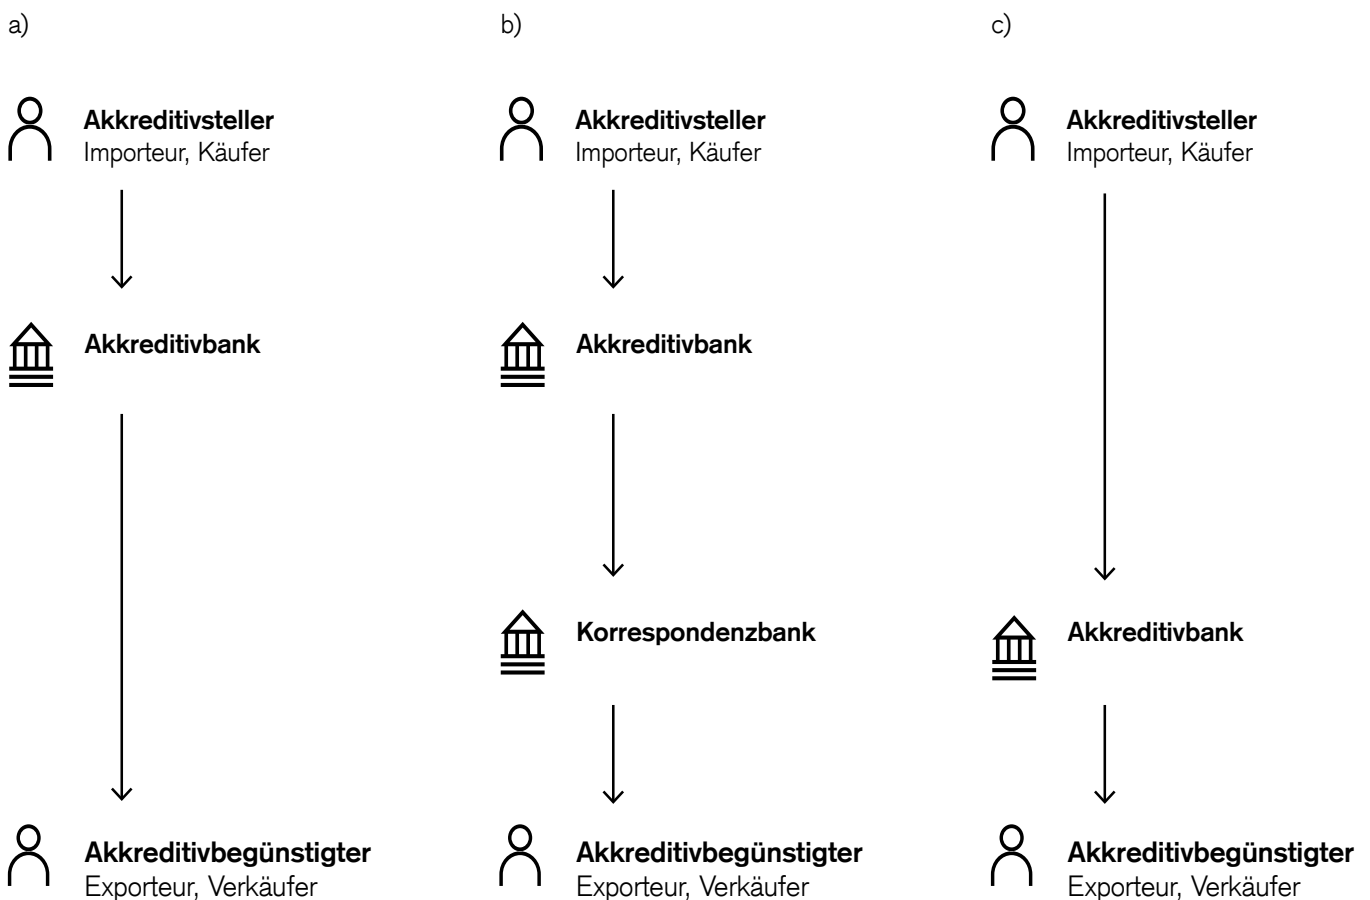 a)
Akkreditivsteller
Importeur, Käufer
Akkreditivbank
Akkreditivbegünstigter
Exporteur, Verkäufer
b)
Akkreditivsteller
Importeur, Käufer
Akkreditivbank
Korrespondenzbank
Akkreditivbegünstigter
Exporteur, Verkäufer
c)
Akkreditivsteller
Importeur, Käufer
Akkreditivbank
Akkreditivbegünstigter
Exporteur, Verkäufer